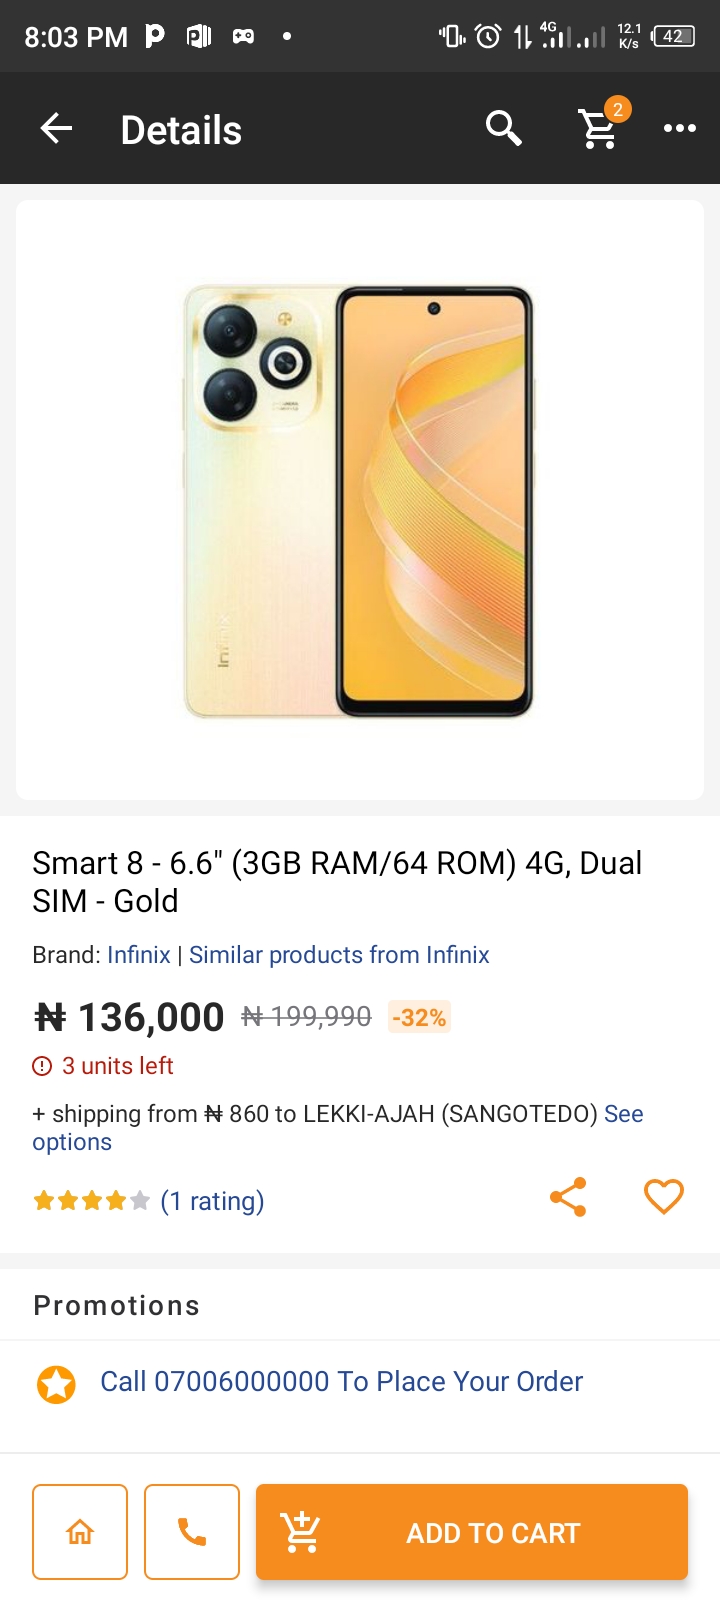 8:03 PM 4G 12.1 K/s 42
Details 2
Infinix
Smart 8 - 6.6" (3GB RAM/64 ROM) 4G, Dual
SIM - Gold
Brand: Infinix | Similar products from Infinix
₦ 136,000 ₦ 199,990 -32%
3 units left
+ shipping from ₦ 860 to LEKKI-AJAH (SANGOTEDO) See
options
(1 rating)
Promotions
Call 07006000000 To Place Your Order
ADD TO CART